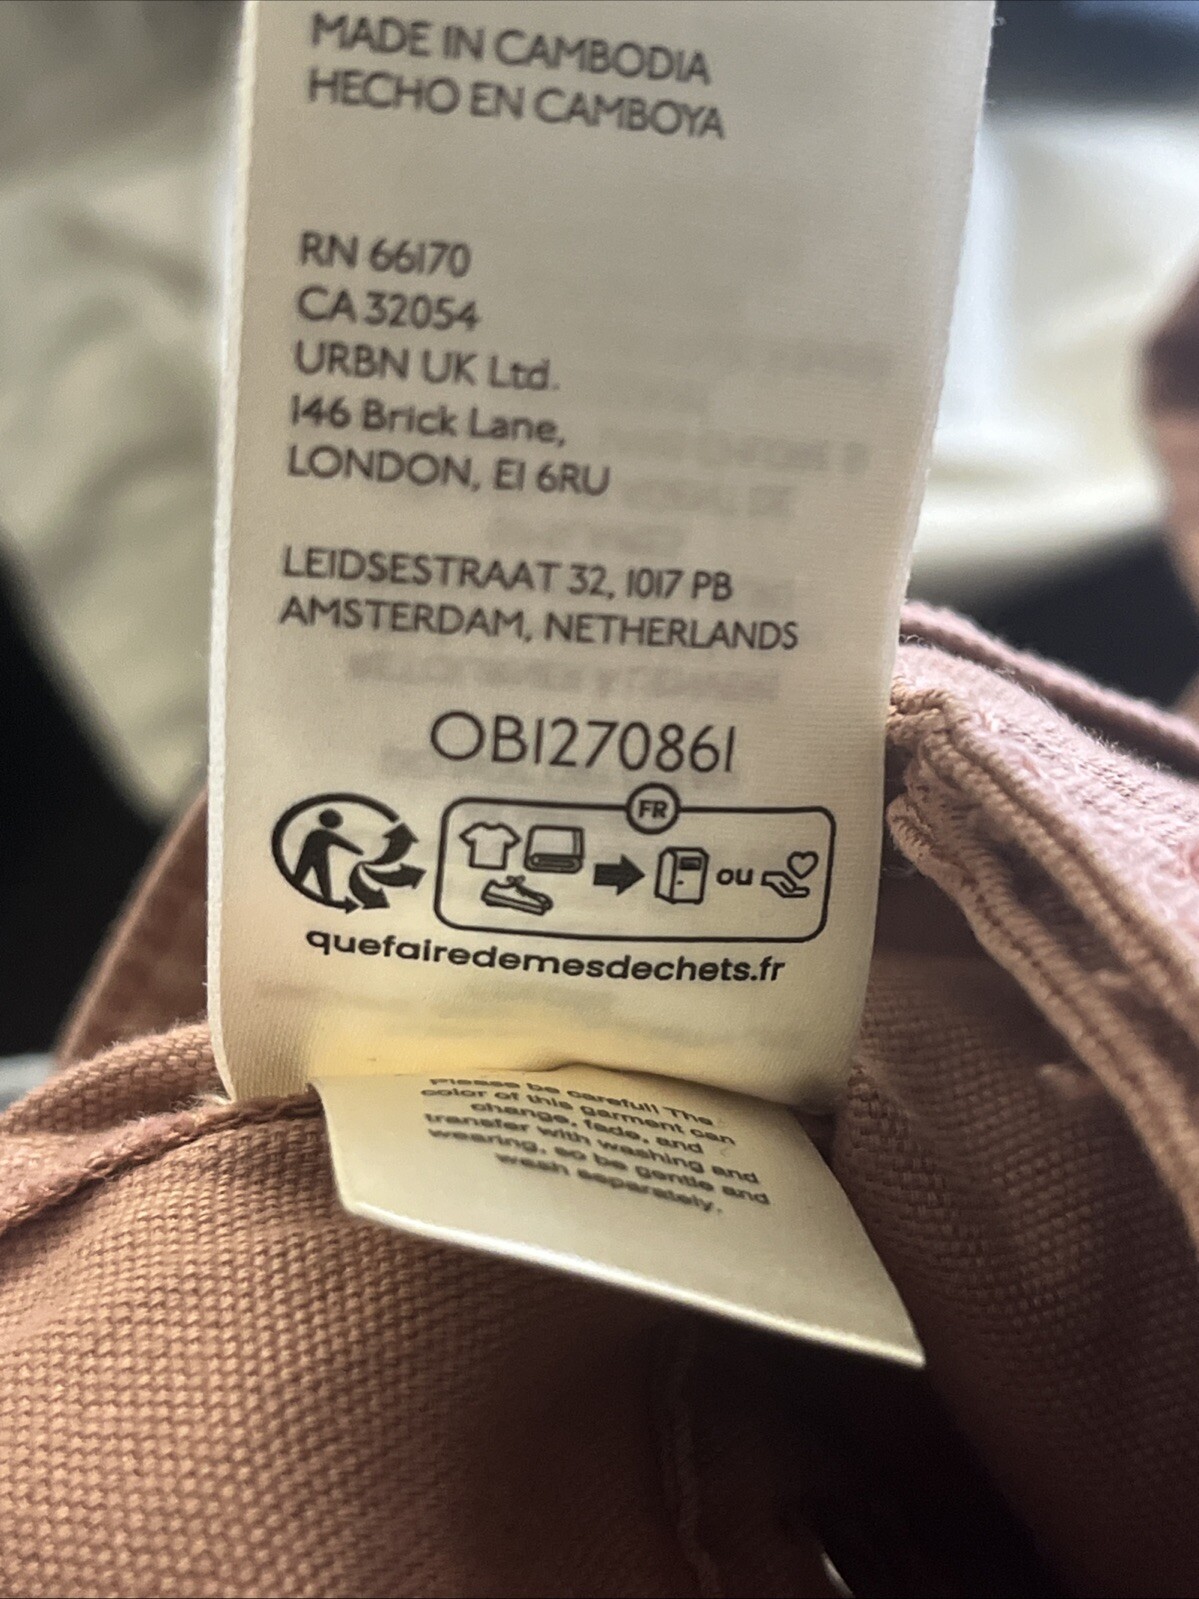 MADE IN CAMBODIA
HECHO EN CAMBOYA
RN 66170
CA 32054
URBN UK Ltd.
146 Brick Lane,
LONDON, E1 6RU
LEIDSESTRAAT 32, 1017 PB
AMSTERDAM, NETHERLANDS
OB1270861
FR
ou
quefairedemesdechets.fr
Please be careful! The
color of this garment can
change, fade, and
transfer with washing and
wearing, so be gentle and
wash separately.